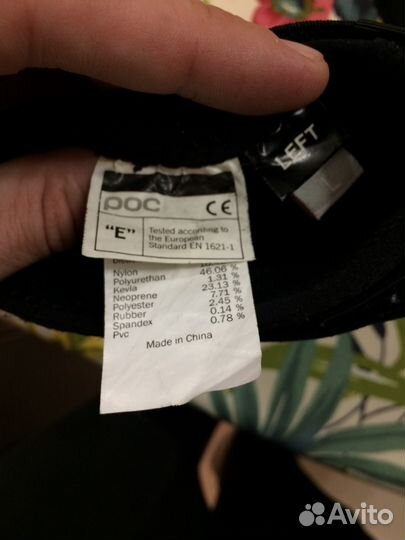 LEFT
L
poc CE
"E" Tested according to
the European
Standard EN 1621-1
Nylon 46.06 %
Polyurethan 1.31 %
Kevla 23.13 %
Neoprene 7.71 %
Polyester 2.45 %
Rubber 0.14 %
Spandex 0.78 %
Pvc
Made in China
Avito